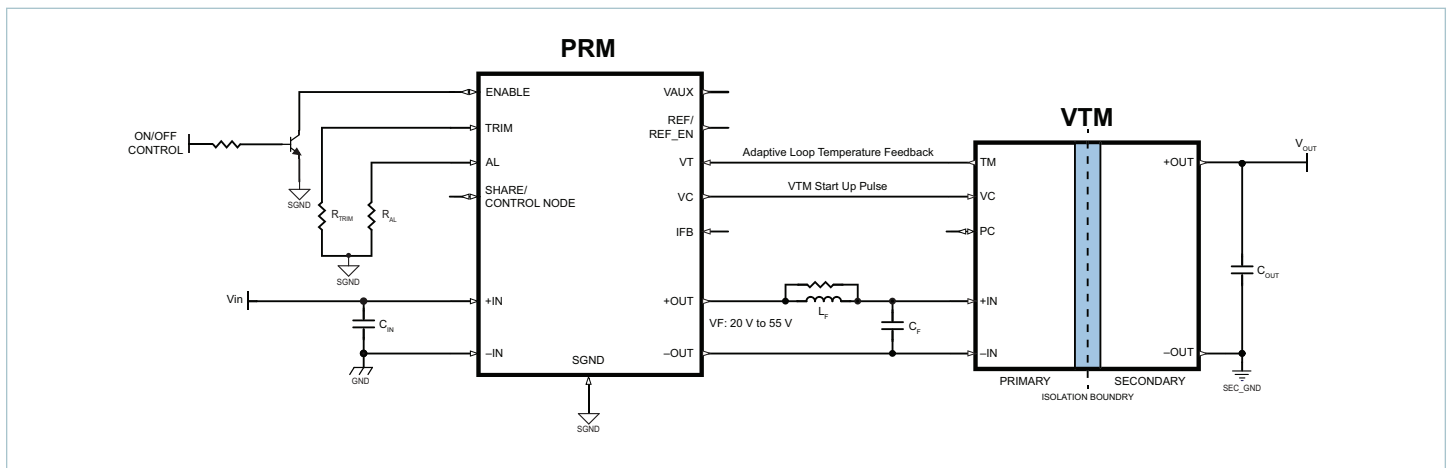 PRM
VTM
ON/OFF
CONTROL
SGND
R_TRIM
R_AL
SGND
Vin
C_IN
GND
ENABLE
TRIM
AL
SHARE/
CONTROL NODE
+IN
–IN
SGND
SGND
VAUX
REF/
REF_EN
VT
VC
IFB
+OUT
–OUT
Adaptive Loop Temperature Feedback
VTM Start Up Pulse
VF: 20 V to 55 V
L_F
C_F
TM
VC
PC
+IN
–IN
+OUT
–OUT
PRIMARY
SECONDARY
ISOLATION BOUNDRY
V_OUT
C_OUT
SEC_GND